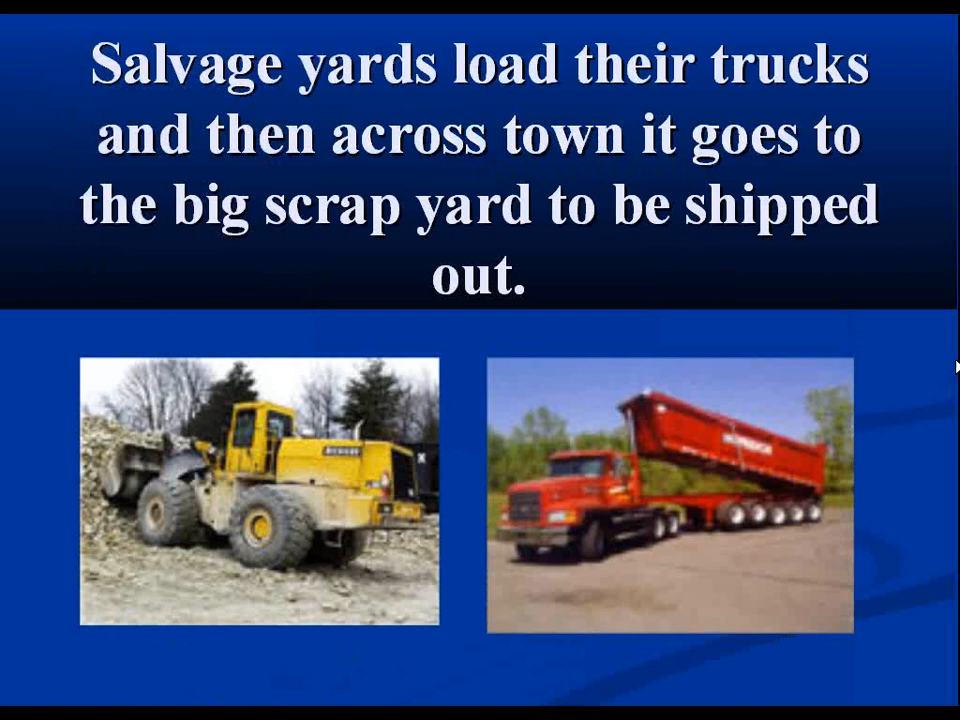 Salvage yards load their trucks
and then across town it goes to
the big scrap yard to be shipped
out.